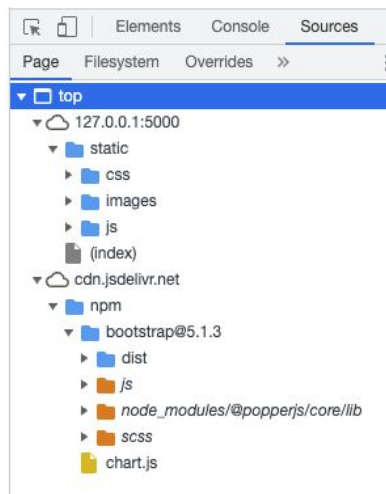 Elements Console Sources
Page Filesystem Overrides »
top
127.0.0.1:5000
static
css
images
js
(index)
cdn.jsdelivr.net
npm
bootstrap@5.1.3
dist
js
node_modules/@popperjs/core/lib
scss
chart.js